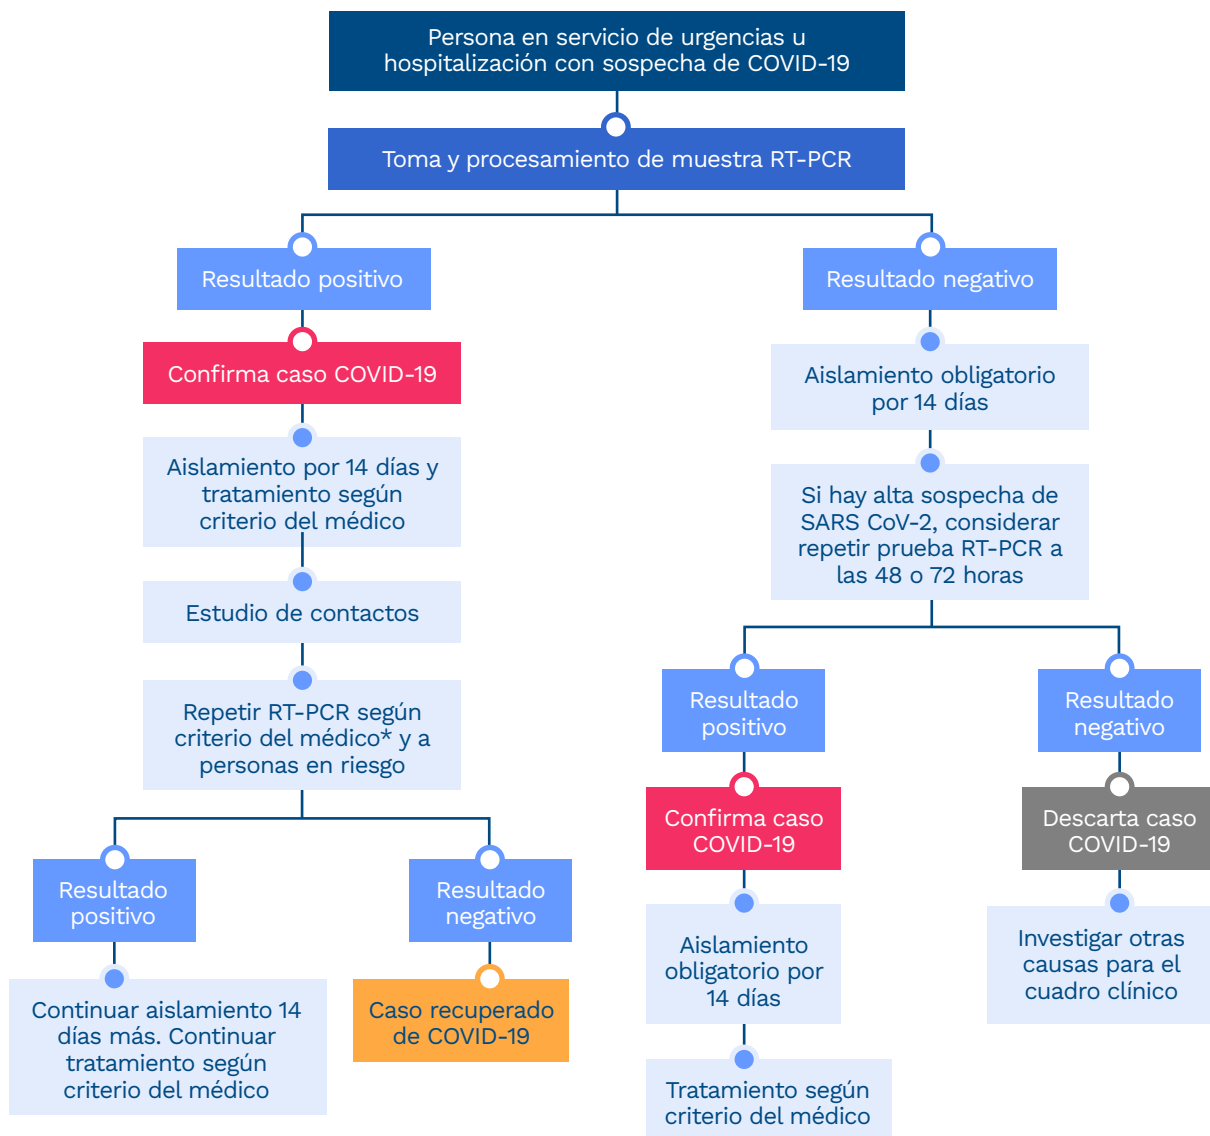 Persona en servicio de urgencias u
hospitalización con sospecha de COVID-19
Toma y procesamiento de muestra RT-PCR
Resultado positivo
Confirma caso COVID-19
Aislamiento por 14 días y
tratamiento según
criterio del médico
Estudio de contactos
Repetir RT-PCR según
criterio del médico* y a
personas en riesgo
Resultado
positivo
Continuar aislamiento 14
días más. Continuar
tratamiento según
criterio del médico
Resultado
negativo
Caso recuperado
de COVID-19
Resultado negativo
Aislamiento obligatorio
por 14 días
Si hay alta sospecha de
SARS CoV-2, considerar
repetir prueba RT-PCR a
las 48 o 72 horas
Resultado
positivo
Confirma caso
COVID-19
Aislamiento
obligatorio por
14 días
Tratamiento según
criterio del médico
Resultado
negativo
Descarta caso
COVID-19
Investigar otras
causas para el
cuadro clínico